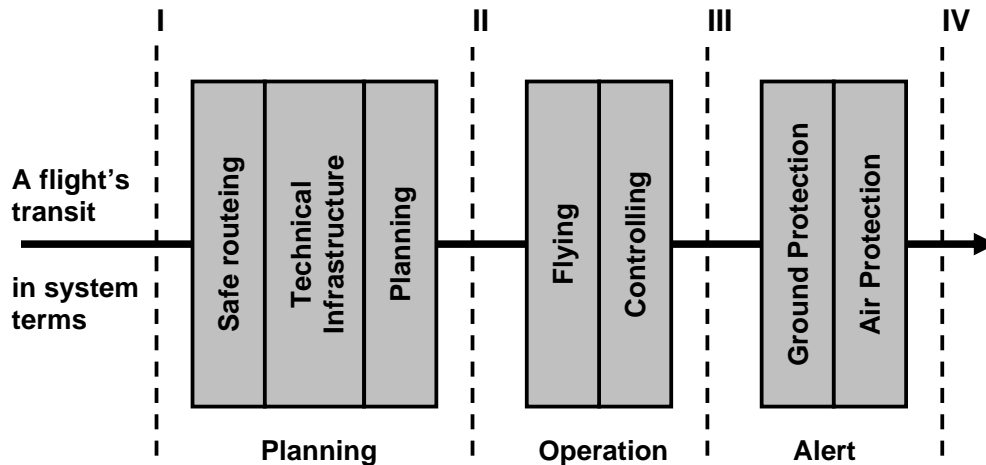 I
II
III
IV
A flight's
transit
in system
terms
Safe routeing
Technical
Infrastructure
Planning
Flying
Controlling
Ground Protection
Air Protection
Planning
Operation
Alert